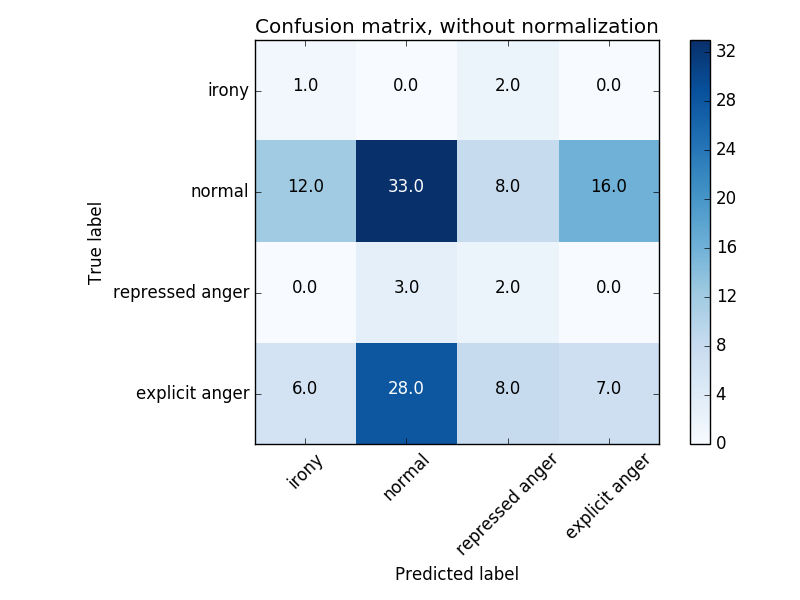 Confusion matrix, without normalization
irony 1.0 0.0 2.0 0.0
normal 12.0 33.0 8.0 16.0
repressed anger 0.0 3.0 2.0 0.0
explicit anger 6.0 28.0 8.0 7.0
True label
irony normal repressed anger explicit anger
Predicted label
32
28
24
20
16
12
8
4
0